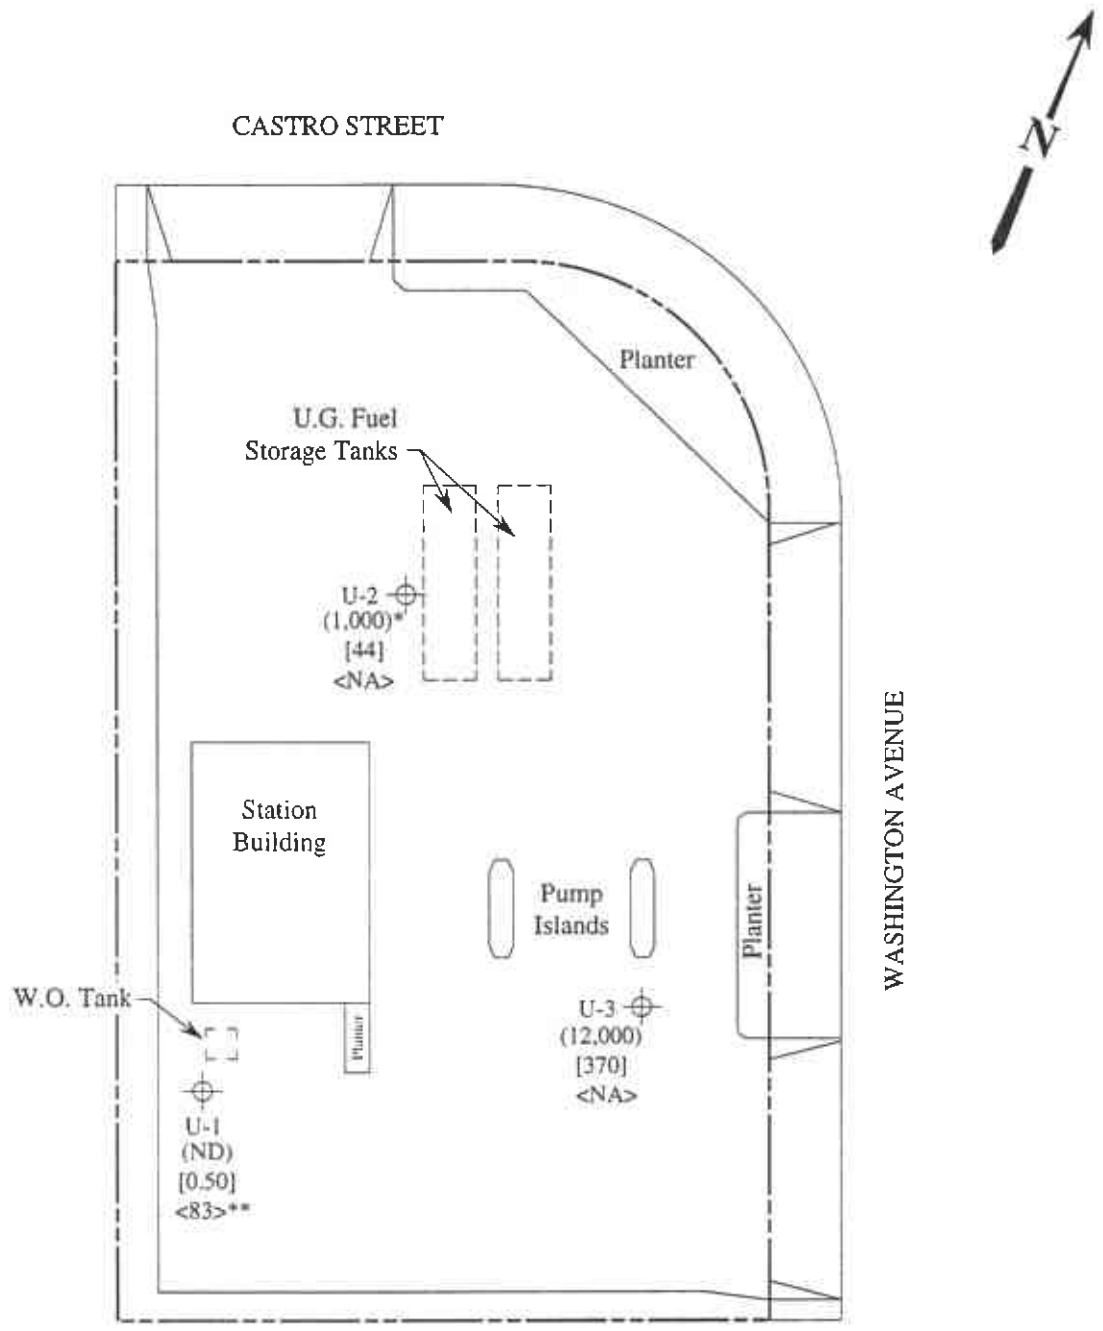 CASTRO STREET
N
Planter
U.G. Fuel
Storage Tanks
U-2
(1,000)*
[44]
<NA>
WASHINGTON AVENUE
Station
Building
Pump
Islands
Planter
W.O. Tank
Planter
U-3
(12,000)
[370]
<NA>
U-1
(ND)
[0.50]
<83>**